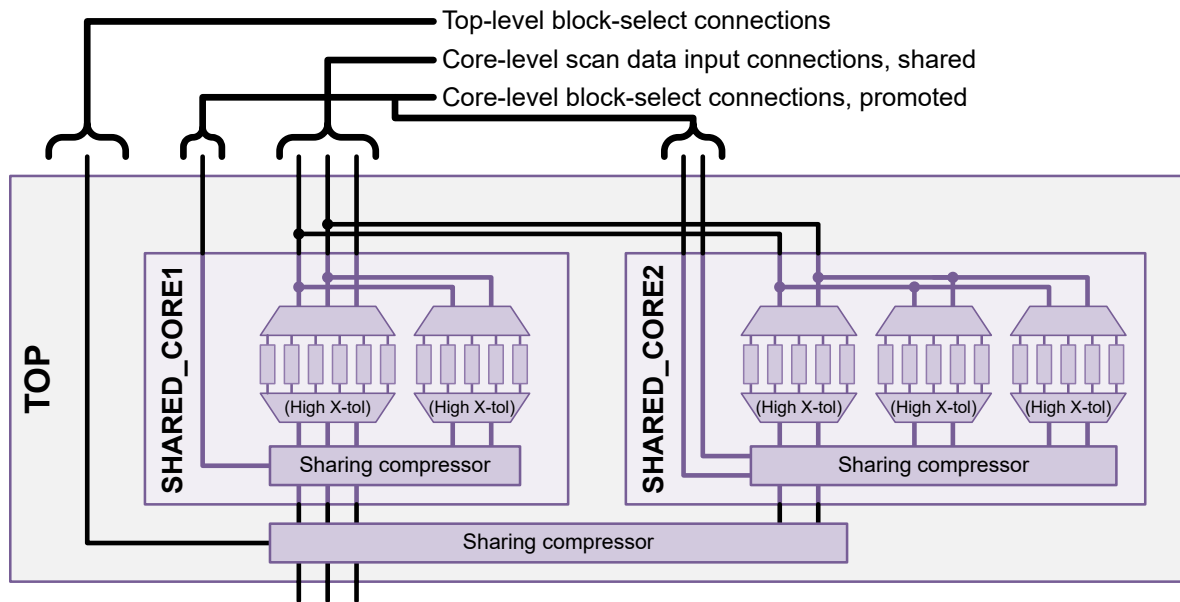 Top-level block-select connections
Core-level scan data input connections, shared
Core-level block-select connections, promoted
TOP
SHARED_CORE1
(High X-tol)
(High X-tol)
Sharing compressor
SHARED_CORE2
(High X-tol)
(High X-tol)
(High X-tol)
Sharing compressor
Sharing compressor